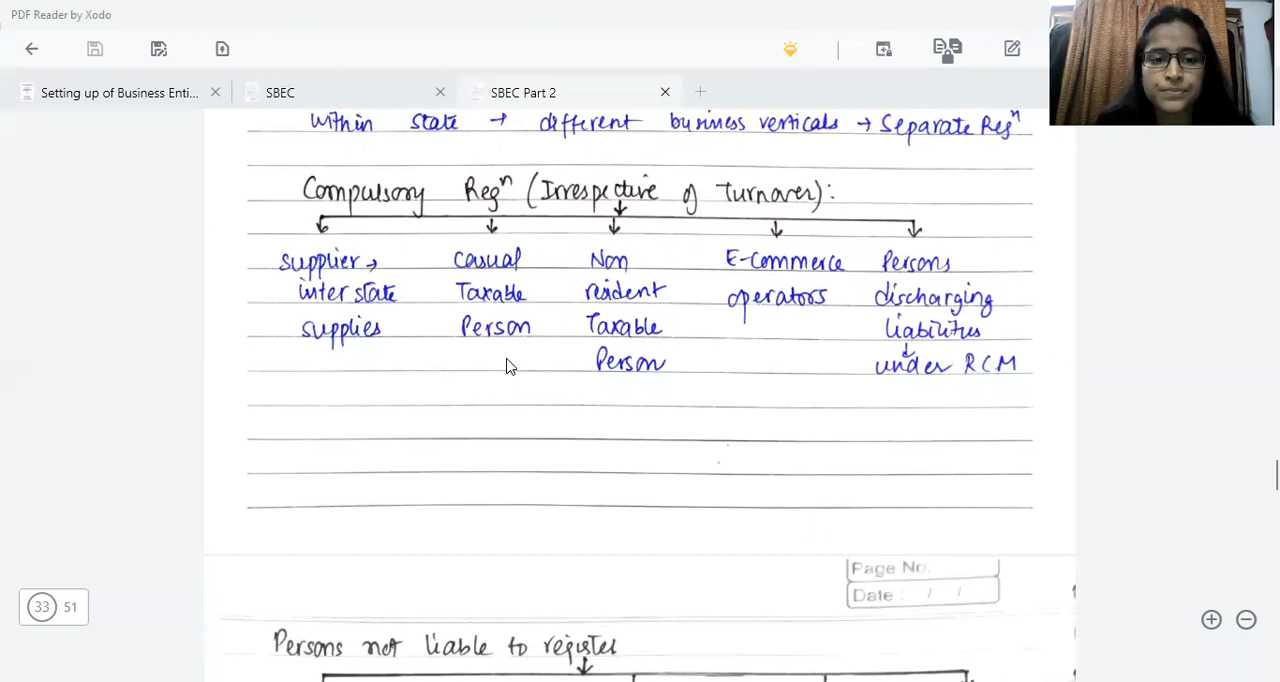 PDF Reader by Xodo
Setting up of Business Enti...
SBEC
SBEC Part 2
Within state → different business verticals → Separate Regⁿ
Compulsory Regⁿ (Irrespective of Turnover):
supplier → interstate supplies
Casual Taxable Person
Non resident Taxable Person
E-Commerce operators
Persons discharging liabilities under RCM
Page No.
Date : / /
Persons not liable to register
33 51